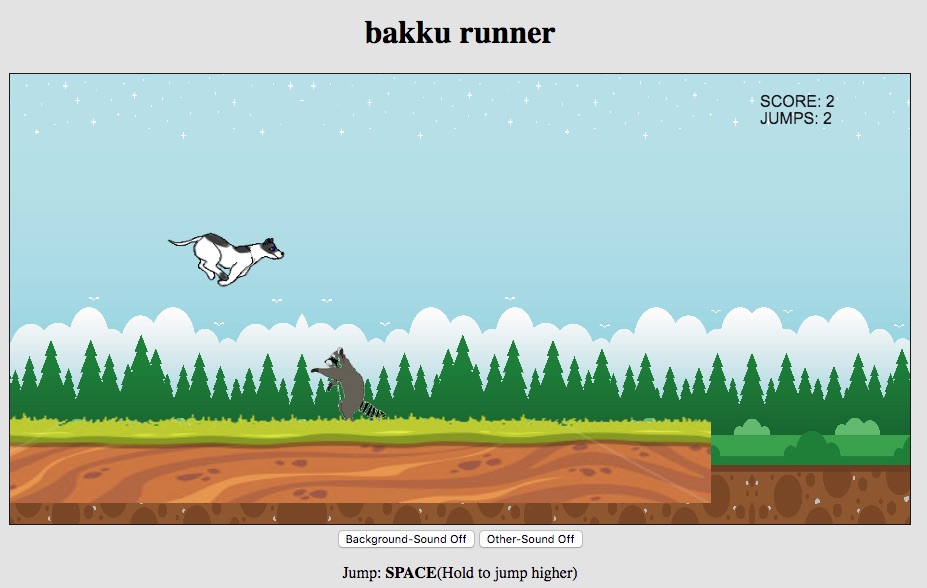 bakku runner
SCORE: 2
JUMPS: 2
Background-Sound Off Other-Sound Off
Jump: SPACE(Hold to jump higher)